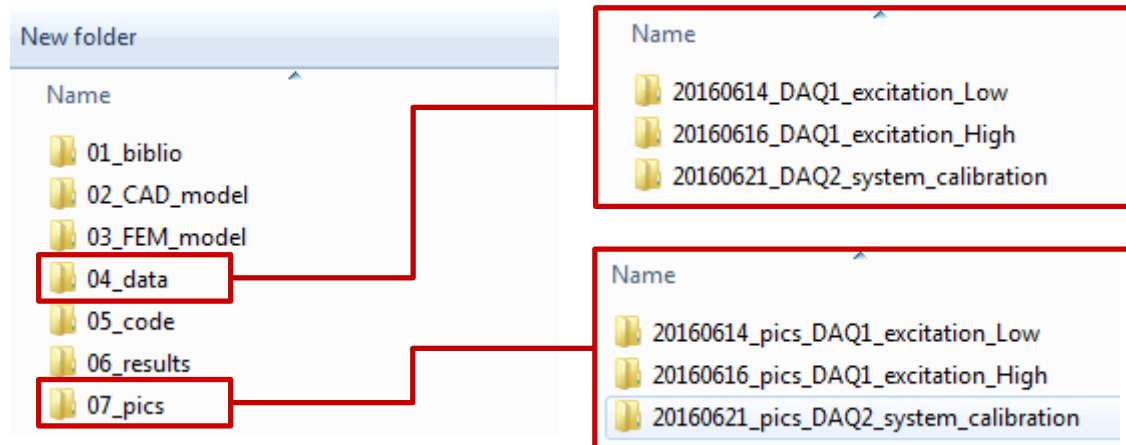 New folder
Name
01_biblio
02_CAD_model
03_FEM_model
04_data
05_code
06_results
07_pics
Name
20160614_DAQ1_excitation_Low
20160616_DAQ1_excitation_High
20160621_DAQ2_system_calibration
Name
20160614_pics_DAQ1_excitation_Low
20160616_pics_DAQ1_excitation_High
20160621_pics_DAQ2_system_calibration